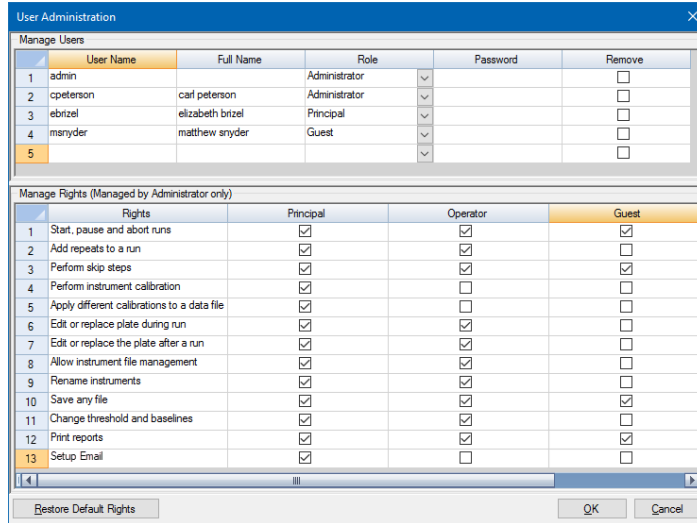 User Administration
Manage Users
User Name Full Name Role Password Remove
1 admin Administrator
2 cpeterson carl peterson Administrator
3 ebrizel elizabeth brizel Principal
4 msnyder matthew snyder Guest
5
Manage Rights (Managed by Administrator only)
Rights Principal Operator Guest
1 Start, pause and abort runs
2 Add repeats to a run
3 Perform skip steps
4 Perform instrument calibration
5 Apply different calibrations to a data file
6 Edit or replace plate during run
7 Edit or replace the plate after a run
8 Allow instrument file management
9 Rename instruments
10 Save any file
11 Change threshold and baselines
12 Print reports
13 Setup Email
Restore Default Rights OK Cancel